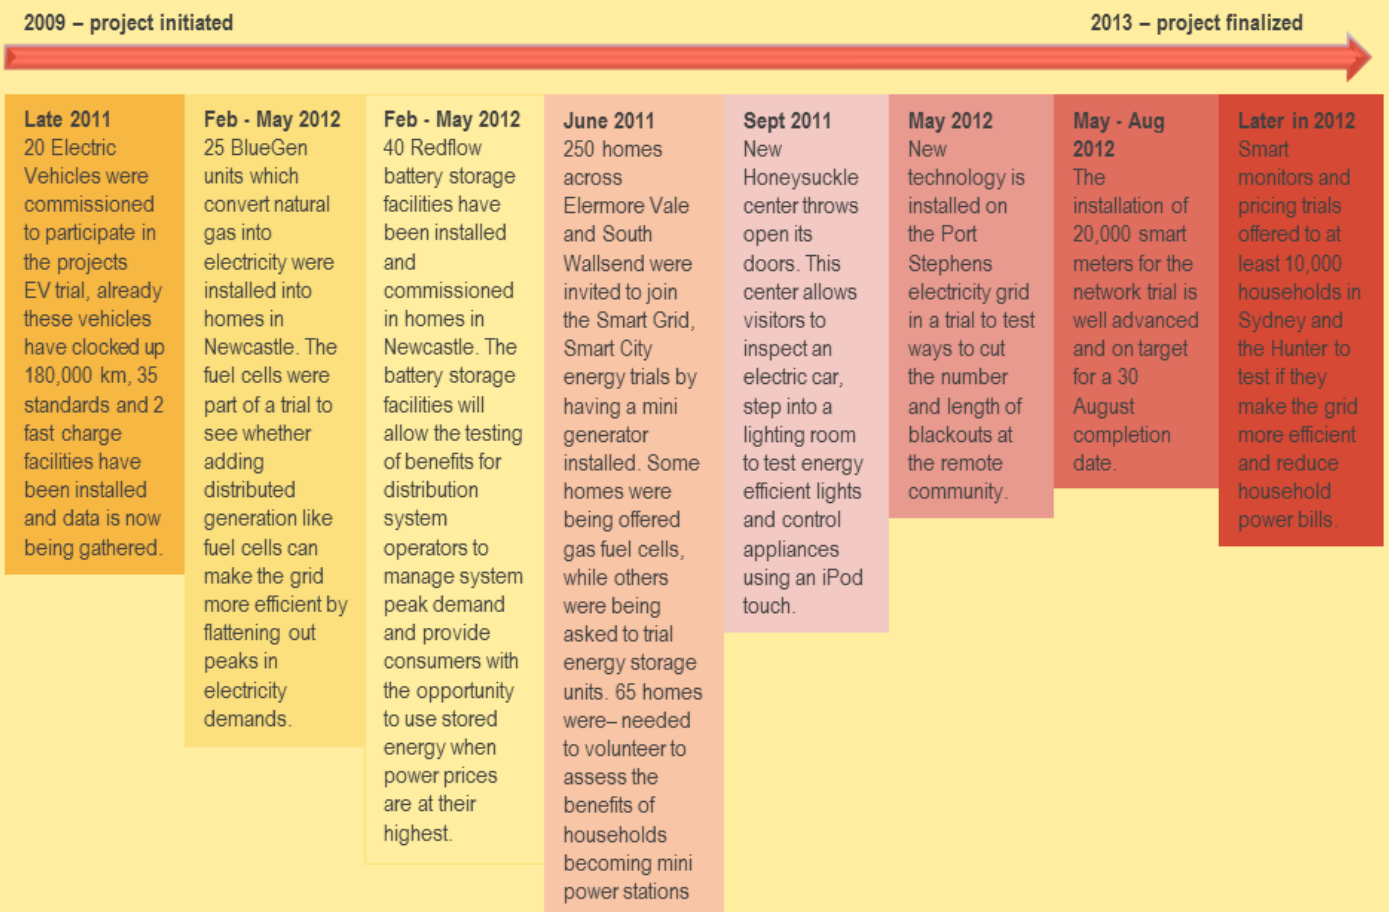 2009 – project initiated
2013 – project finalized
Late 2011
20 Electric
Vehicles were
commissioned
to participate in
the projects
EV trial, already
these vehicles
have clocked up
180,000 km, 35
standards and 2
fast charge
facilities have
been installed
and data is now
being gathered.
Feb - May 2012
25 BlueGen
units which
convert natural
gas into
electricity were
installed into
homes in
Newcastle. The
fuel cells were
part of a trial to
see whether
adding
distributed
generation like
fuel cells can
make the grid
more efficient by
flattening out
peaks in
electricity
demands.
Feb - May 2012
40 Redflow
battery storage
facilities have
been installed
and
commissioned
in homes in
Newcastle. The
battery storage
facilities will
allow the testing
of benefits for
distribution
system
operators to
manage system
peak demand
and provide
consumers with
the opportunity
to use stored
energy when
power prices
are at their
highest.
June 2011
250 homes
across
Elermore Vale
and South
Wallsend were
invited to join
the Smart Grid,
Smart City
energy trials by
having a mini
generator
installed. Some
homes were
being offered
gas fuel cells,
while others
were being
asked to trial
energy storage
units. 65 homes
were– needed
to volunteer to
assess the
benefits of
households
becoming mini
power stations
Sept 2011
New
Honeysuckle
center throws
open its
doors. This
center allows
visitors to
inspect an
electric car,
step into a
lighting room
to test energy
efficient lights
and control
appliances
using an iPod
touch.
May 2012
New
technology is
installed on
the Port
Stephens
electricity grid
in a trial to test
ways to cut
the number
and length of
blackouts at
the remote
community.
May - Aug
2012
The
installation of
20,000 smart
meters for the
network trial is
well advanced
and on target
for a 30
August
completion
date.
Later in 2012
Smart
monitors and
pricing trials
offered to at
least 10,000
households in
Sydney and
the Hunter to
test if they
make the grid
more efficient
and reduce
household
power bills.